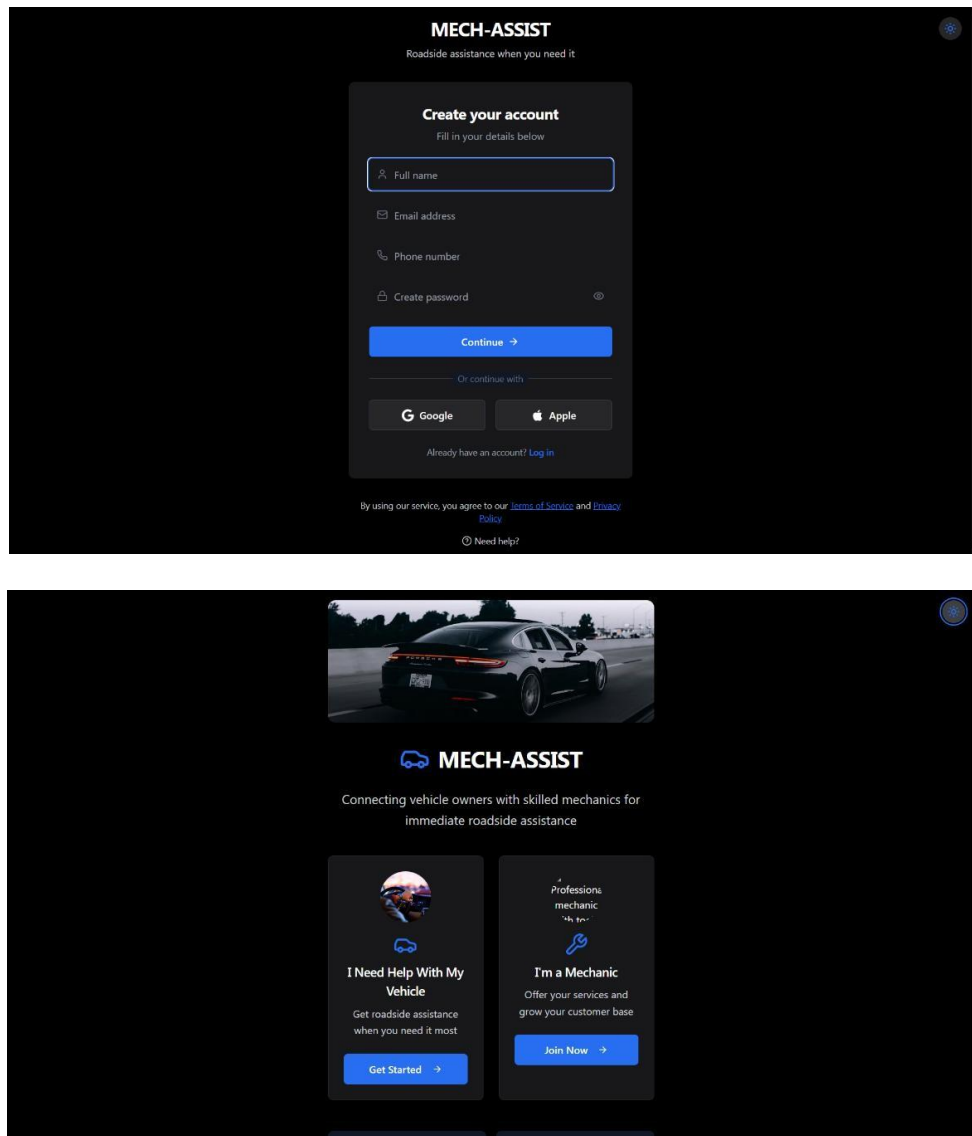 MECH-ASSIST
Roadside assistance when you need it
Create your account
Fill in your details below
Full name
Email address
Phone number
Create password
Continue →
Or continue with
G Google
Apple
Already have an account? Log in
By using our service, you agree to our Terms of Service and Privacy
Policy
Need help?
PORSCHE
MECH-ASSIST
Connecting vehicle owners with skilled mechanics for
immediate roadside assistance
I Need Help With My
Vehicle
Get roadside assistance
when you need it most
Get Started →
Professiona
mechanic
I'm a Mechanic
Offer your services and
grow your customer base
Join Now →